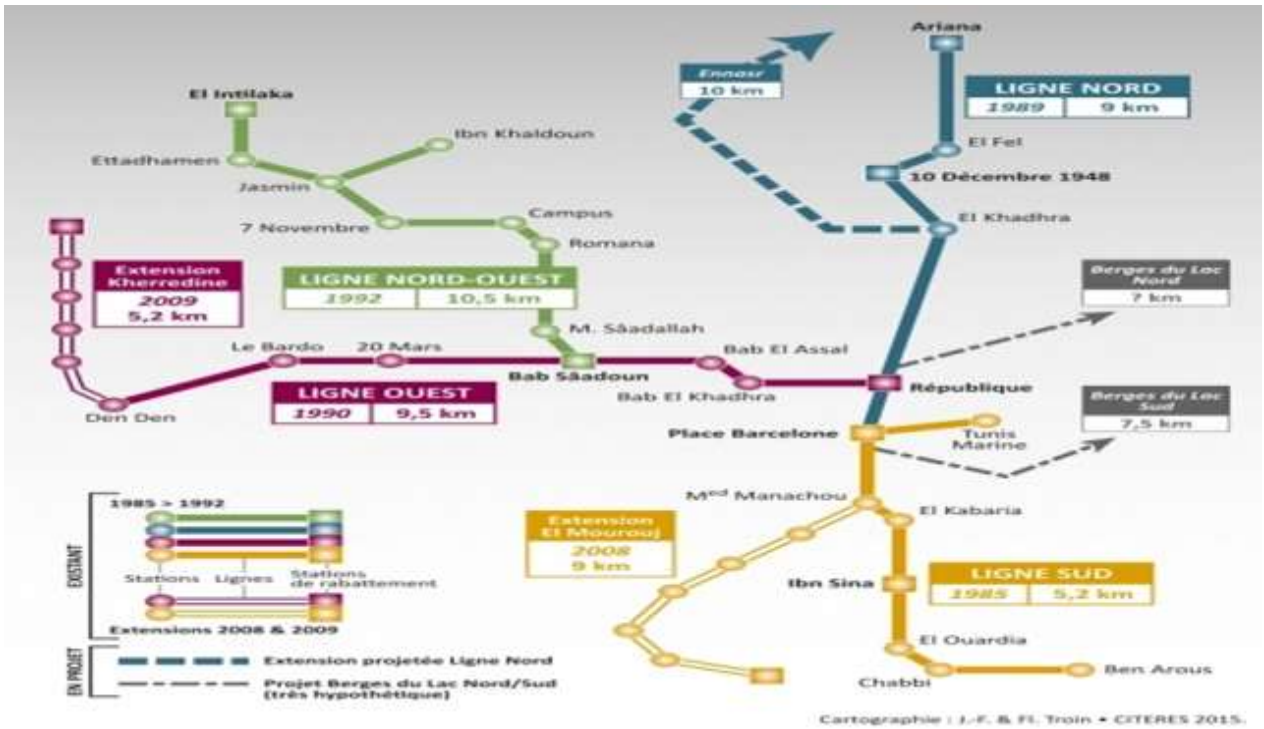 Ariana
Ennasr
10 km
LIGNE NORD
1989 9 km
El Intilaka
Ibn Khaldoun
El Fel
Ettadhamen
10 Décembre 1948
Jasmin
Campus
El Khadhra
7 Novembre
Romana
Extension
Kherredine
2009
5,2 km
LIGNE NORD-OUEST
1992 10,5 km
Berges du Lac
Nord
7 km
M. Sâadallah
Le Bardo
20 Mars
Bab El Assal
Bab Sâadoun
LIGNE OUEST
1990 9,5 km
Bab El Khadhra
République
Den Den
Berges du Lac
Sud
7,5 km
Place Barcelone
Tunis
Marine
Med Manachou
El Kabaria
Extension
El Mourouj
2008
9 km
Ibn Sina
LIGNE SUD
1985 5,2 km
El Ouardia
Chabbi
Ben Arous
EXISTANT
1985 > 1992
Stations Lignes Stations
de rabattement
Extensions 2008 & 2009
EN PROJET
Extension projetée Ligne Nord
Projet Berges du Lac Nord/Sud
(très hypothétique)
Cartographie : J.-F. & Fl. Troin • CITERES 2015.